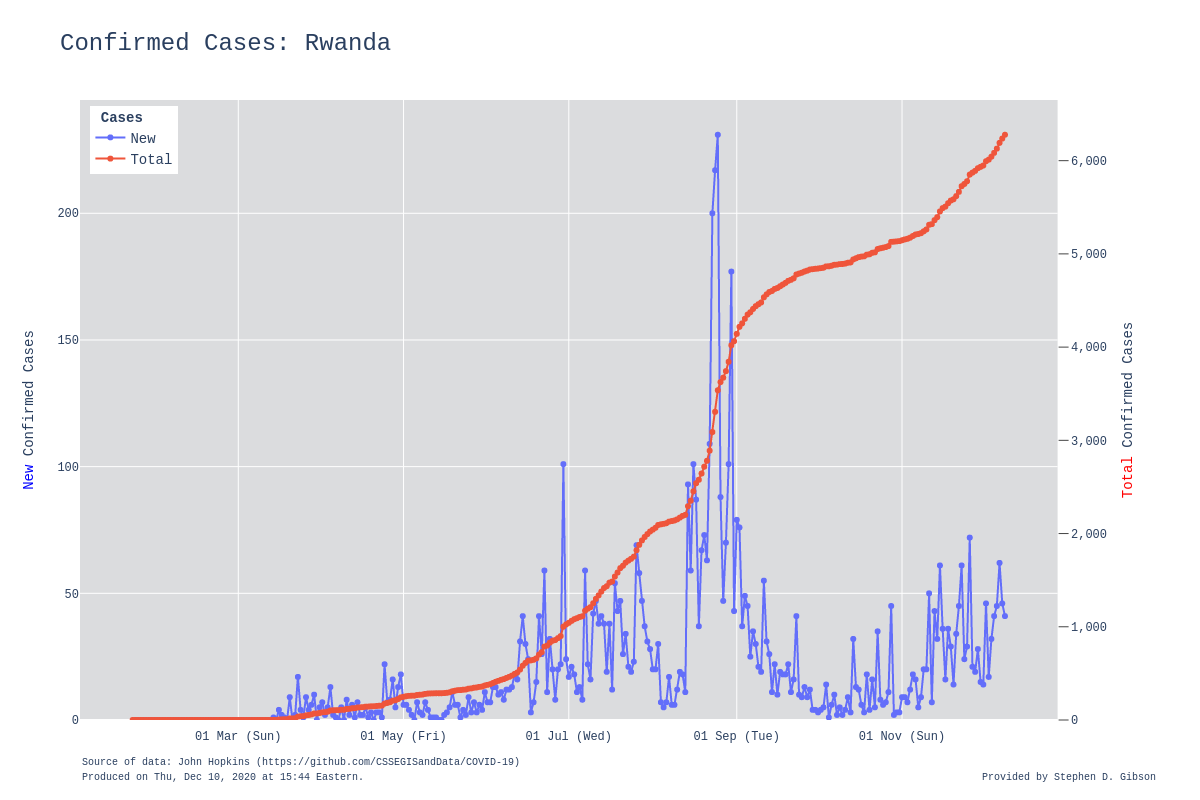 Confirmed Cases: Rwanda
Cases
New
Total
200
150
100
50
0
6,000
5,000
4,000
3,000
2,000
1,000
0
New Confirmed Cases
Total Confirmed Cases
01 Mar (Sun)
01 May (Fri)
01 Jul (Wed)
01 Sep (Tue)
01 Nov (Sun)
Source of data: John Hopkins (https://github.com/CSSEGISandData/COVID-19)
Produced on Thu, Dec 10, 2020 at 15:44 Eastern.
Provided by Stephen D. Gibson